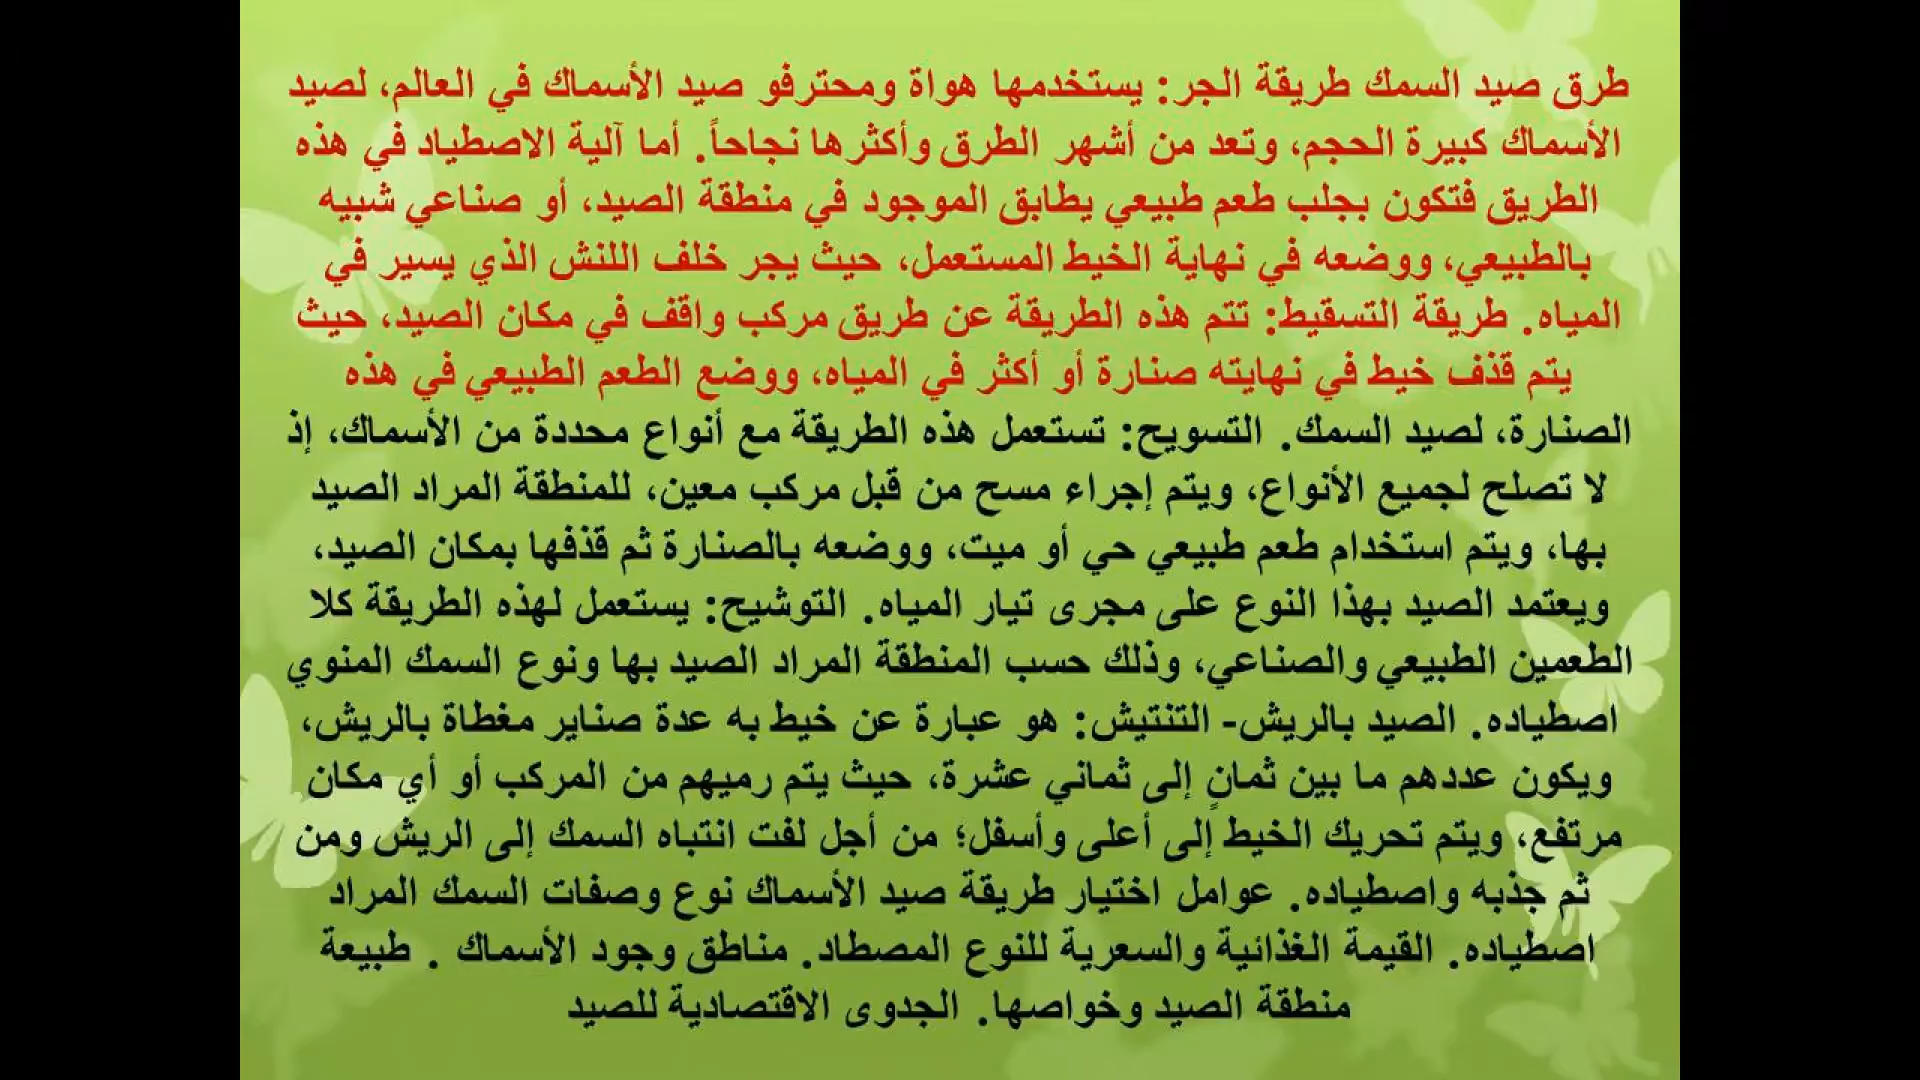 طرق صيد السمك طريقة الجر: يستخدمها هواة ومحترفو صيد الأسماك في العالم، لصيد
الأسماك كبيرة الحجم، وتعد من أشهر الطرق وأكثرها نجاحاً. أما آلية الاصطياد في هذه
الطريق فتكون بجلب طعم طبيعي يطابق الموجود في منطقة الصيد، أو صناعي شبيه
بالطبيعي، ووضعه في نهاية الخيط المستعمل، حيث يجر خلف اللنش الذي يسير في
المياه. طريقة التسقيط: تتم هذه الطريقة عن طريق مركب واقف في مكان الصيد، حيث
يتم قذف خيط في نهايته صنارة أو أكثر في المياه، ووضع الطعم الطبيعي في هذه
الصنارة، لصيد السمك. التسويح: تستعمل هذه الطريقة مع أنواع محددة من الأسماك، إذ
لا تصلح لجميع الأنواع، ويتم إجراء مسح من قبل مركب معين، للمنطقة المراد الصيد
بها، ويتم استخدام طعم طبيعي حي أو ميت، ووضعه بالصنارة ثم قذفها بمكان الصيد،
ويعتمد الصيد بهذا النوع على مجرى تيار المياه. التوشيح: يستعمل لهذه الطريقة كلا
الطعمين الطبيعي والصناعي، وذلك حسب المنطقة المراد الصيد بها ونوع السمك المنوي
اصطياده. الصيد بالريش- التنتيش: هو عبارة عن خيط به عدة صناير مغطاة بالريش،
ويكون عددهم ما بين ثمانٍ إلى ثماني عشرة، حيث يتم رميهم من المركب أو أي مكان
مرتفع، ويتم تحريك الخيط إلى أعلى وأسفل؛ من أجل لفت انتباه السمك إلى الريش ومن
ثم جذبه واصطياده. عوامل اختيار طريقة صيد الأسماك نوع وصفات السمك المراد
اصطياده. القيمة الغذائية والسعرية للنوع المصطاد. مناطق وجود الأسماك . طبيعة
منطقة الصيد وخواصها. الجدوى الاقتصادية للصيد